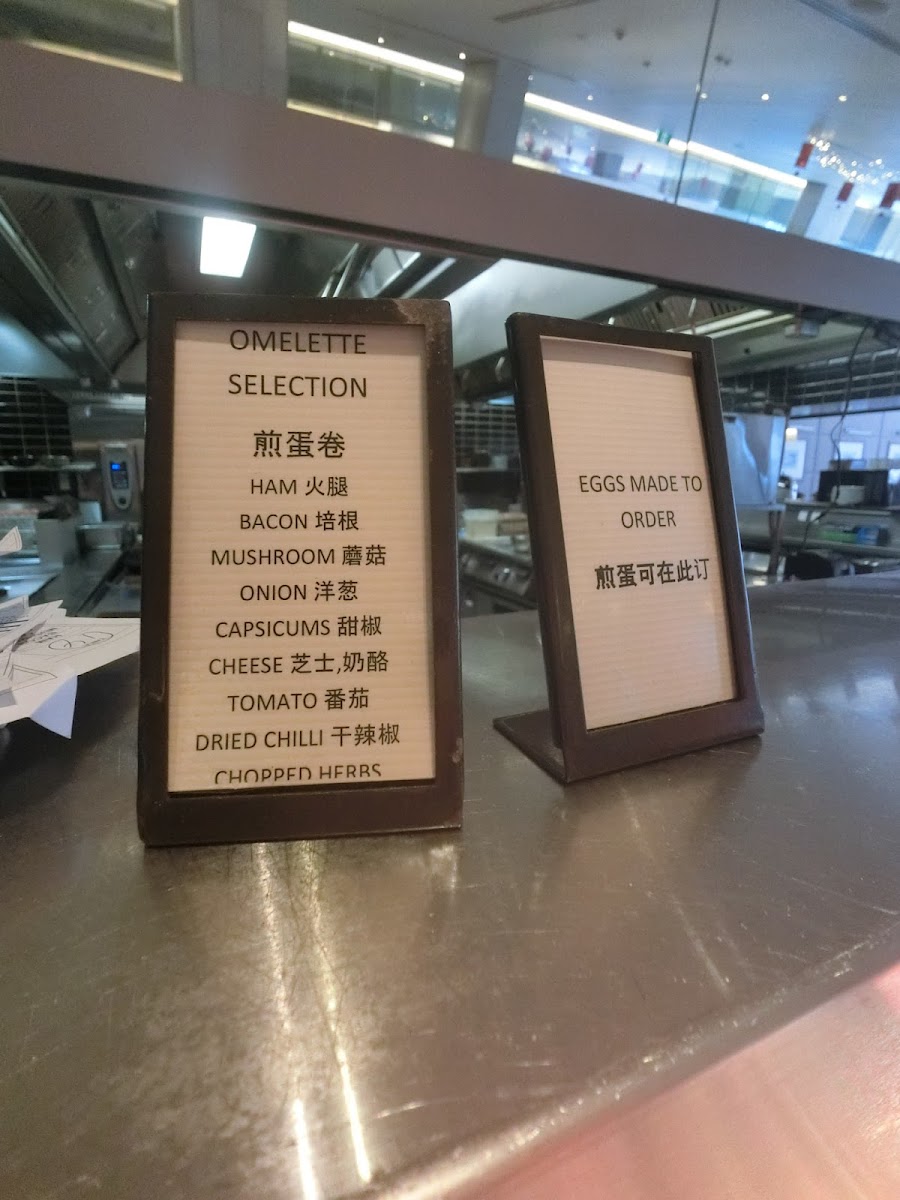 OMELETTE
SELECTION
煎蛋卷
HAM 火腿
BACON 培根
MUSHROOM 蘑菇
ONION 洋葱
CAPSICUMS 甜椒
CHEESE 芝士,奶酪
TOMATO 番茄
DRIED CHILLI 干辣椒
CHOPPED HERBS
EGGS MADE TO
ORDER
煎蛋可在此订